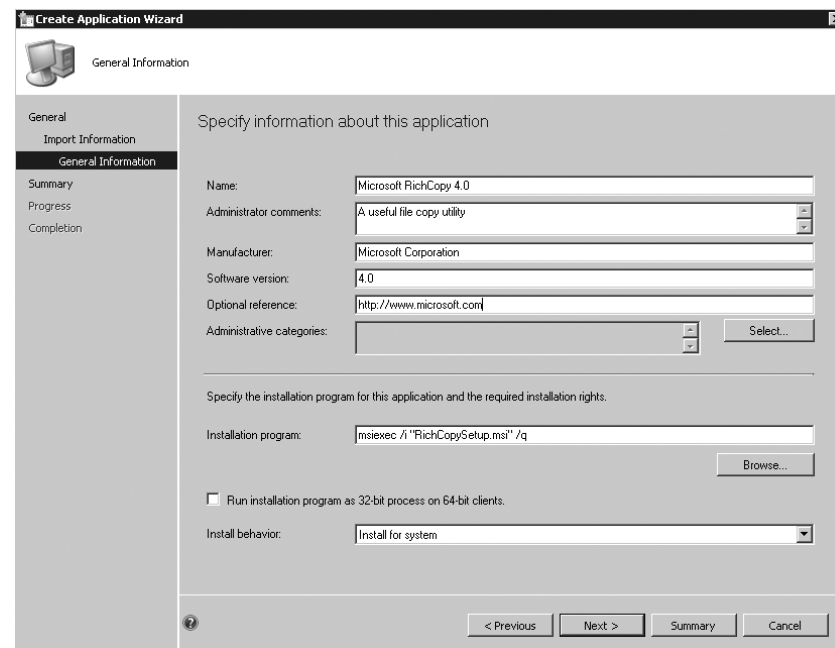 Create Application Wizard
General Information
General
Import Information
General Information
Summary
Progress
Completion
Specify information about this application
Name: Microsoft RichCopy 4.0
Administrator comments: A useful file copy utility
Manufacturer: Microsoft Corporation
Software version: 4.0
Optional reference: http://www.microsoft.com
Administrative categories: Select...
Specify the installation program for this application and the required installation rights.
Installation program: msiexec /i "RichCopySetup.msi" /q
Browse...
Run installation program as 32-bit process on 64-bit clients.
Install behavior: Install for system
< Previous Next > Summary Cancel